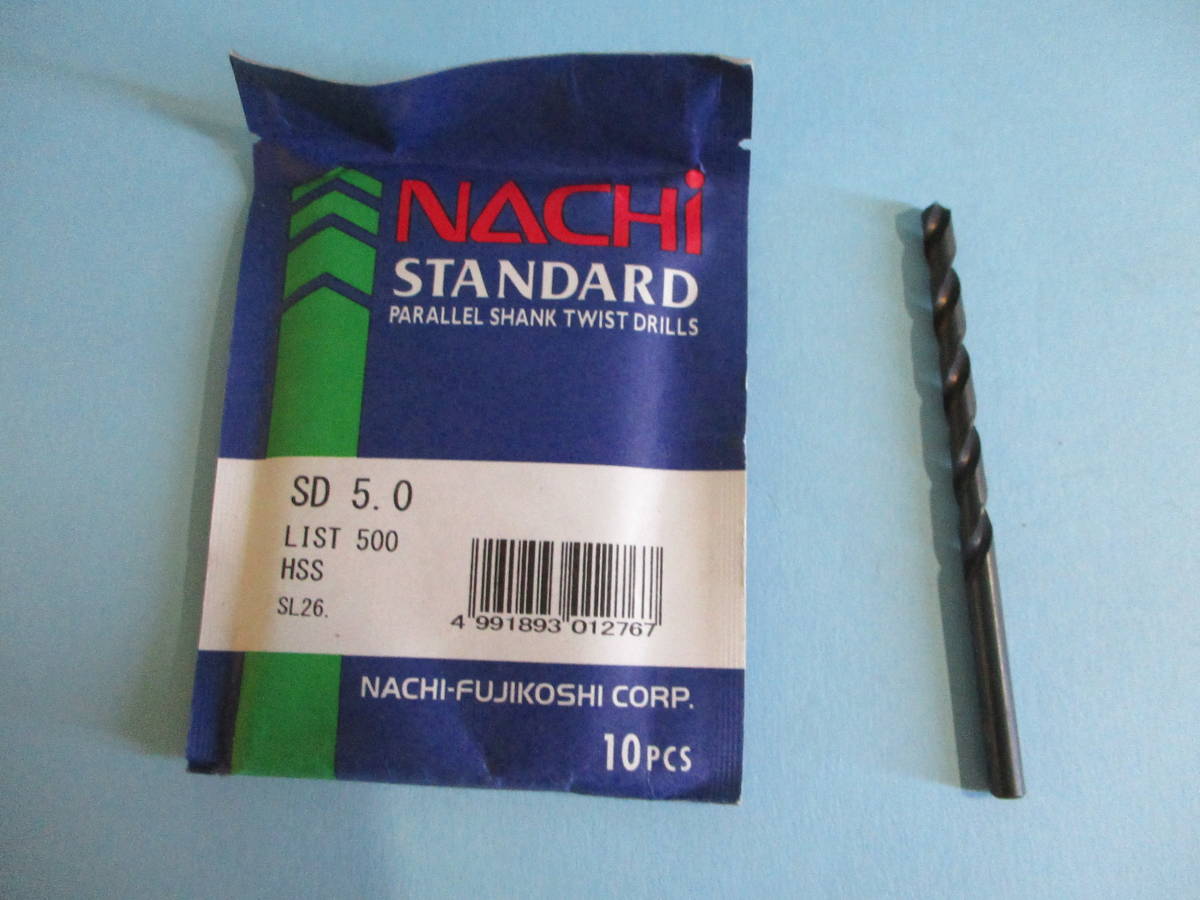 NACHi
STANDARD
PARALLEL SHANK TWIST DRILLS
SD 5.0
LIST 500
HSS
SL26.
4 991893 012767
NACHI-FUJIKOSHI CORP.
10PCS